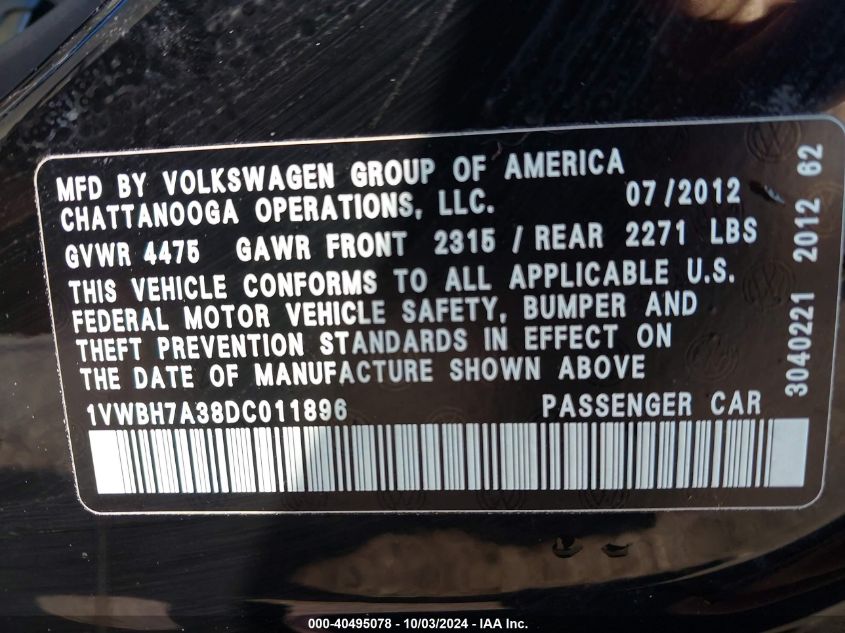 MFD BY VOLKSWAGEN GROUP OF AMERICA
CHATTANOOGA OPERATIONS, LLC. 07/2012
GVWR 4475 GAWR FRONT 2315 / REAR 2271 LBS
THIS VEHICLE CONFORMS TO ALL APPLICABLE U.S.
FEDERAL MOTOR VEHICLE SAFETY, BUMPER AND
THEFT PREVENTION STANDARDS IN EFFECT ON
THE DATE OF MANUFACTURE SHOWN ABOVE
1VWBH7A38DC011896 PASSENGER CAR
3040221 2012 62
000-40495078 - 10/03/2024 - IAA Inc.